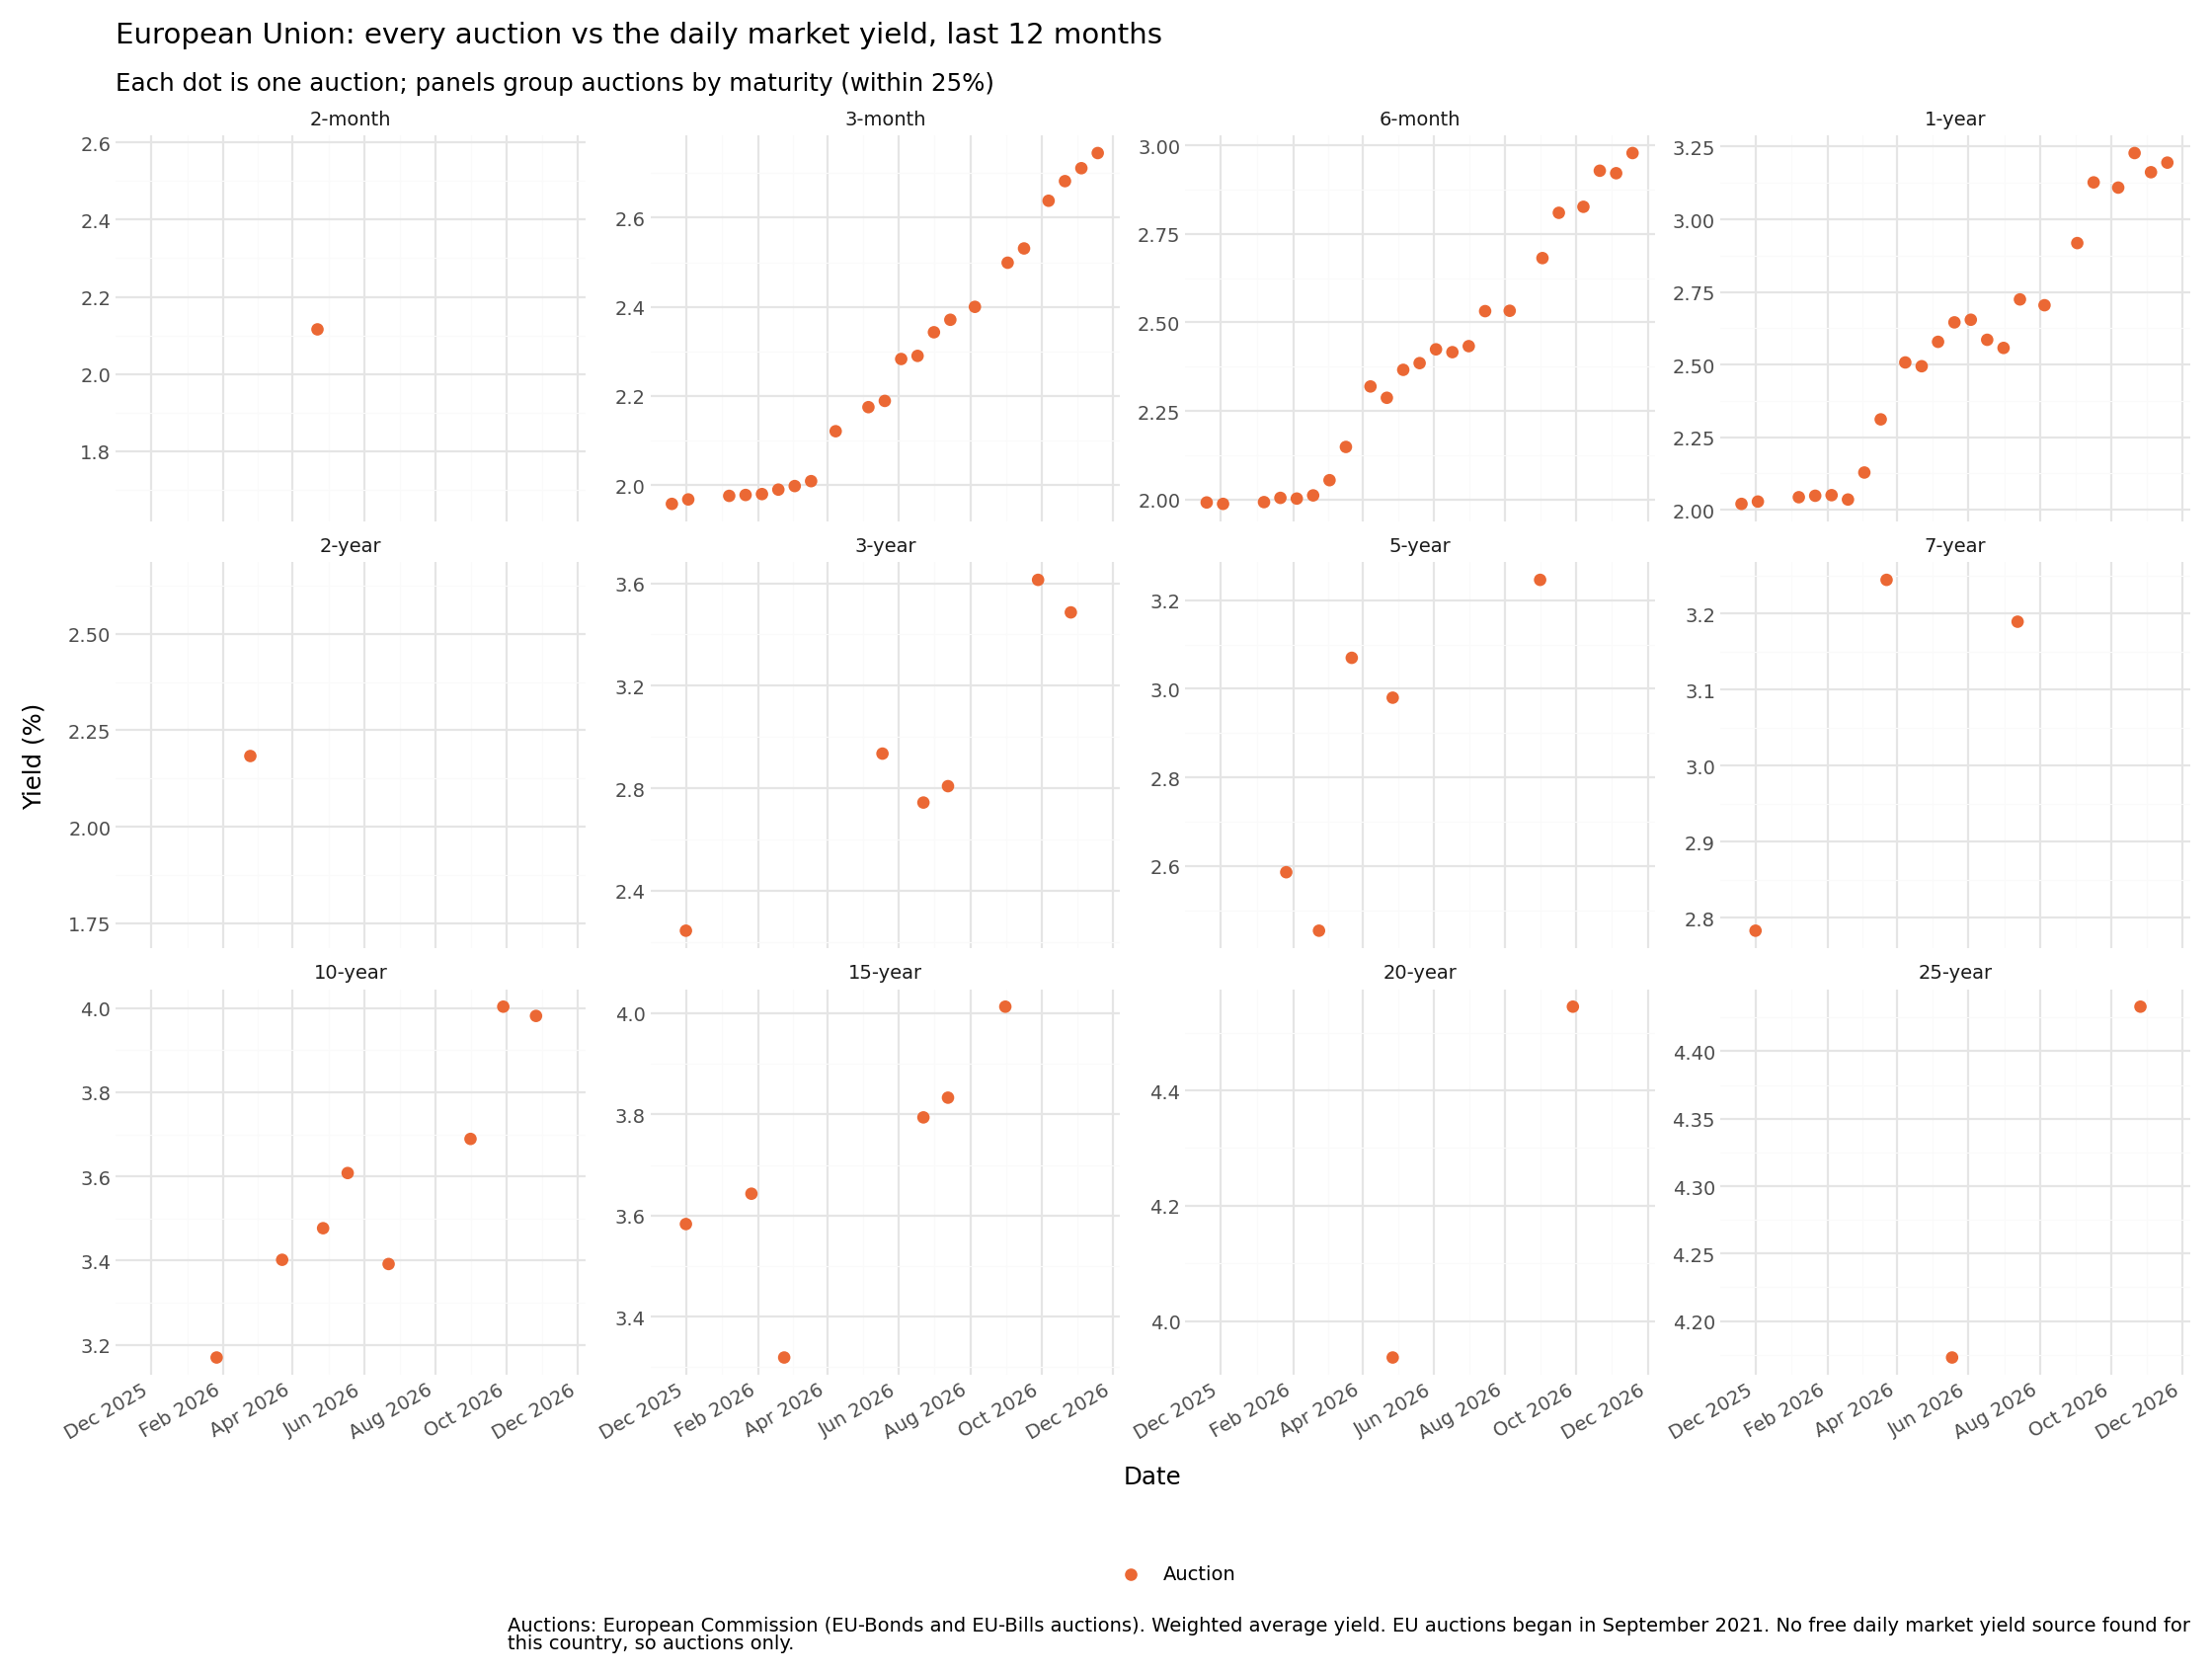 European Union: every auction vs the daily market yield, last 12 months
Each dot is one auction; panels group auctions by maturity (within 25%)
2-month
3-month
6-month
1-year
2.6
2.4
2.2
2.0
1.8
2.6
2.4
2.2
2.0
3.00
2.75
2.50
2.25
2.00
3.25
3.00
2.75
2.50
2.25
2.00
2-year
3-year
5-year
7-year
Yield (%)
2.50
2.25
2.00
1.75
3.6
3.2
2.8
2.4
3.2
3.0
2.8
2.6
3.2
3.1
3.0
2.9
2.8
10-year
15-year
20-year
25-year
4.0
3.8
3.6
3.4
3.2
4.0
3.8
3.6
3.4
4.4
4.2
4.0
4.40
4.35
4.30
4.25
4.20
Dec 2025
Feb 2026
Apr 2026
Jun 2026
Aug 2026
Oct 2026
Dec 2026
Dec 2025
Feb 2026
Apr 2026
Jun 2026
Aug 2026
Oct 2026
Dec 2026
Dec 2025
Feb 2026
Apr 2026
Jun 2026
Aug 2026
Oct 2026
Dec 2026
Dec 2025
Feb 2026
Apr 2026
Jun 2026
Aug 2026
Oct 2026
Dec 2026
Date
Auction
Auctions: European Commission (EU-Bonds and EU-Bills auctions). Weighted average yield. EU auctions began in September 2021. No free daily market yield source found for
this country, so auctions only.